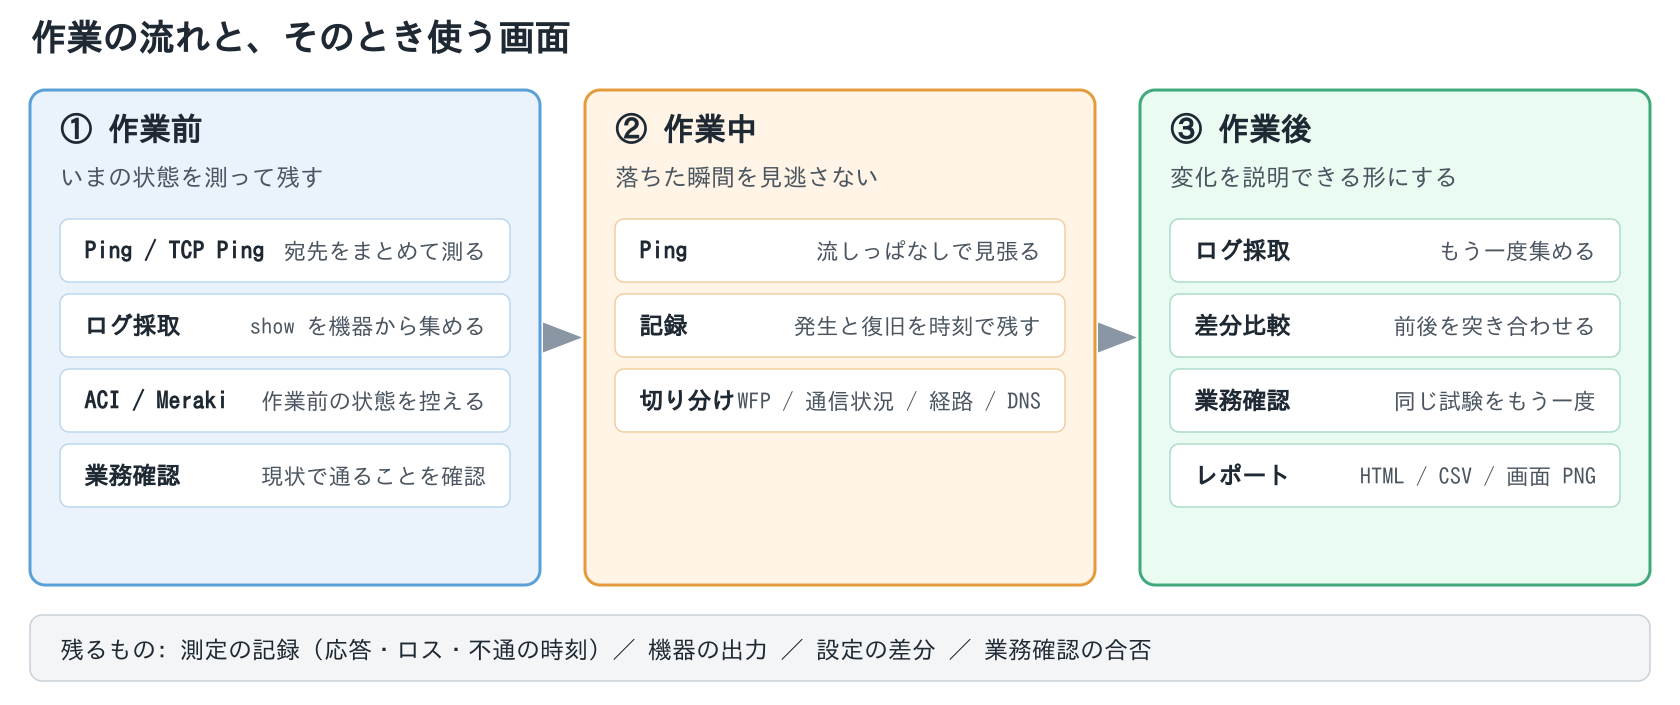 作業の流れと、そのとき使う画面
① 作業前
いまの状態を測って残す
Ping / TCP Ping 宛先をまとめて測る
ログ採取 show を機器から集める
ACI / Meraki 作業前の状態を控える
業務確認 現状で通ることを確認
② 作業中
落ちた瞬間を見逃さない
Ping 流しっぱなしで見張る
記録 発生と復旧を時刻で残す
切り分け WFP / 通信状況 / 経路 / DNS
③ 作業後
変化を説明できる形にする
ログ採取 もう一度集める
差分比較 前後を突き合わせる
業務確認 同じ試験をもう一度
レポート HTML / CSV / 画面 PNG
残るもの: 測定の記録（応答・ロス・不通の時刻）／ 機器の出力 ／ 設定の差分 ／ 業務確認の合否